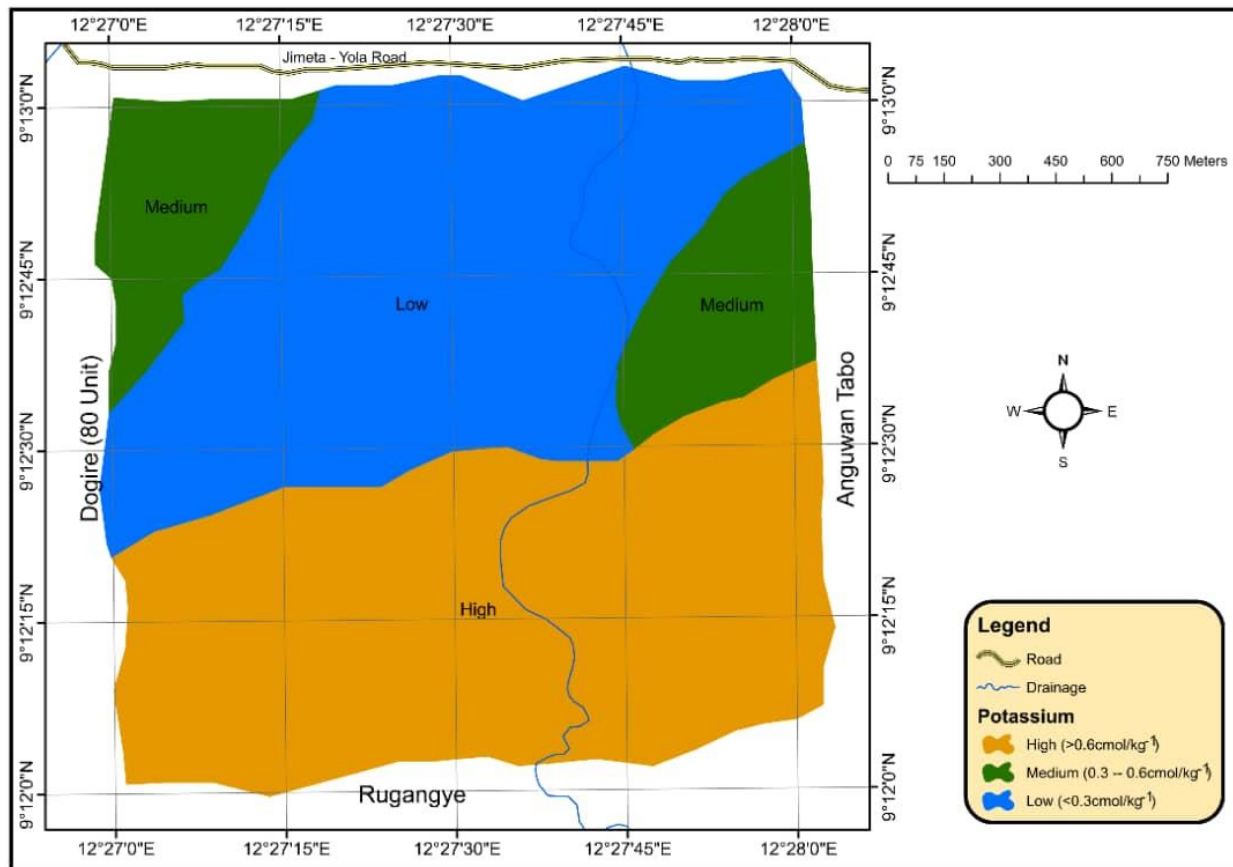 12°27'0"E
12°27'15"E
12°27'30"E
12°27'45"E
12°28'0"E
Jimeta - Yola Road
9°13'0"N
9°13'0"N
0 75 150 300 450 600 750 Meters
Medium
9°12'45"N
9°12'45"N
Low
Medium
Dogire (80 Unit)
Anguwan Tabo
N
W
E
S
9°12'30"N
9°12'30"N
High
9°12'15"N
9°12'15"N
Legend
Road
Drainage
Potassium
High (>0.6cmol/kg⁻¹)
Medium (0.3 -- 0.6cmol/kg⁻¹)
Low (<0.3cmol/kg⁻¹)
9°12'0"N
9°12'0"N
Rugangye
12°27'0"E
12°27'15"E
12°27'30"E
12°27'45"E
12°28'0"E